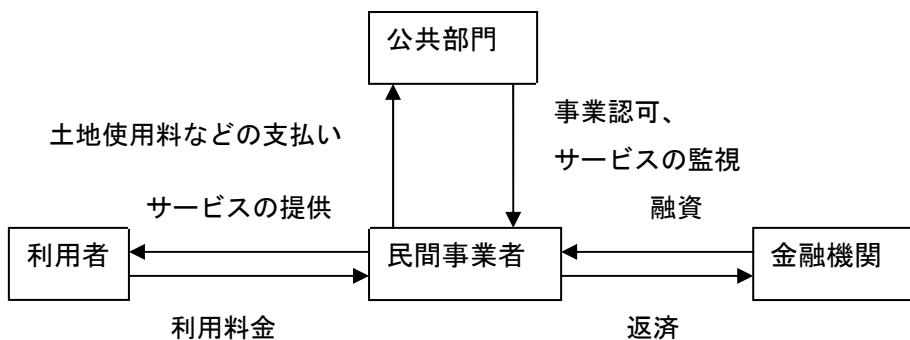 公共部門
土地使用料などの支払い
事業認可、
サービスの監視
サービスの提供
融資
利用者
民間事業者
金融機関
利用料金
返済